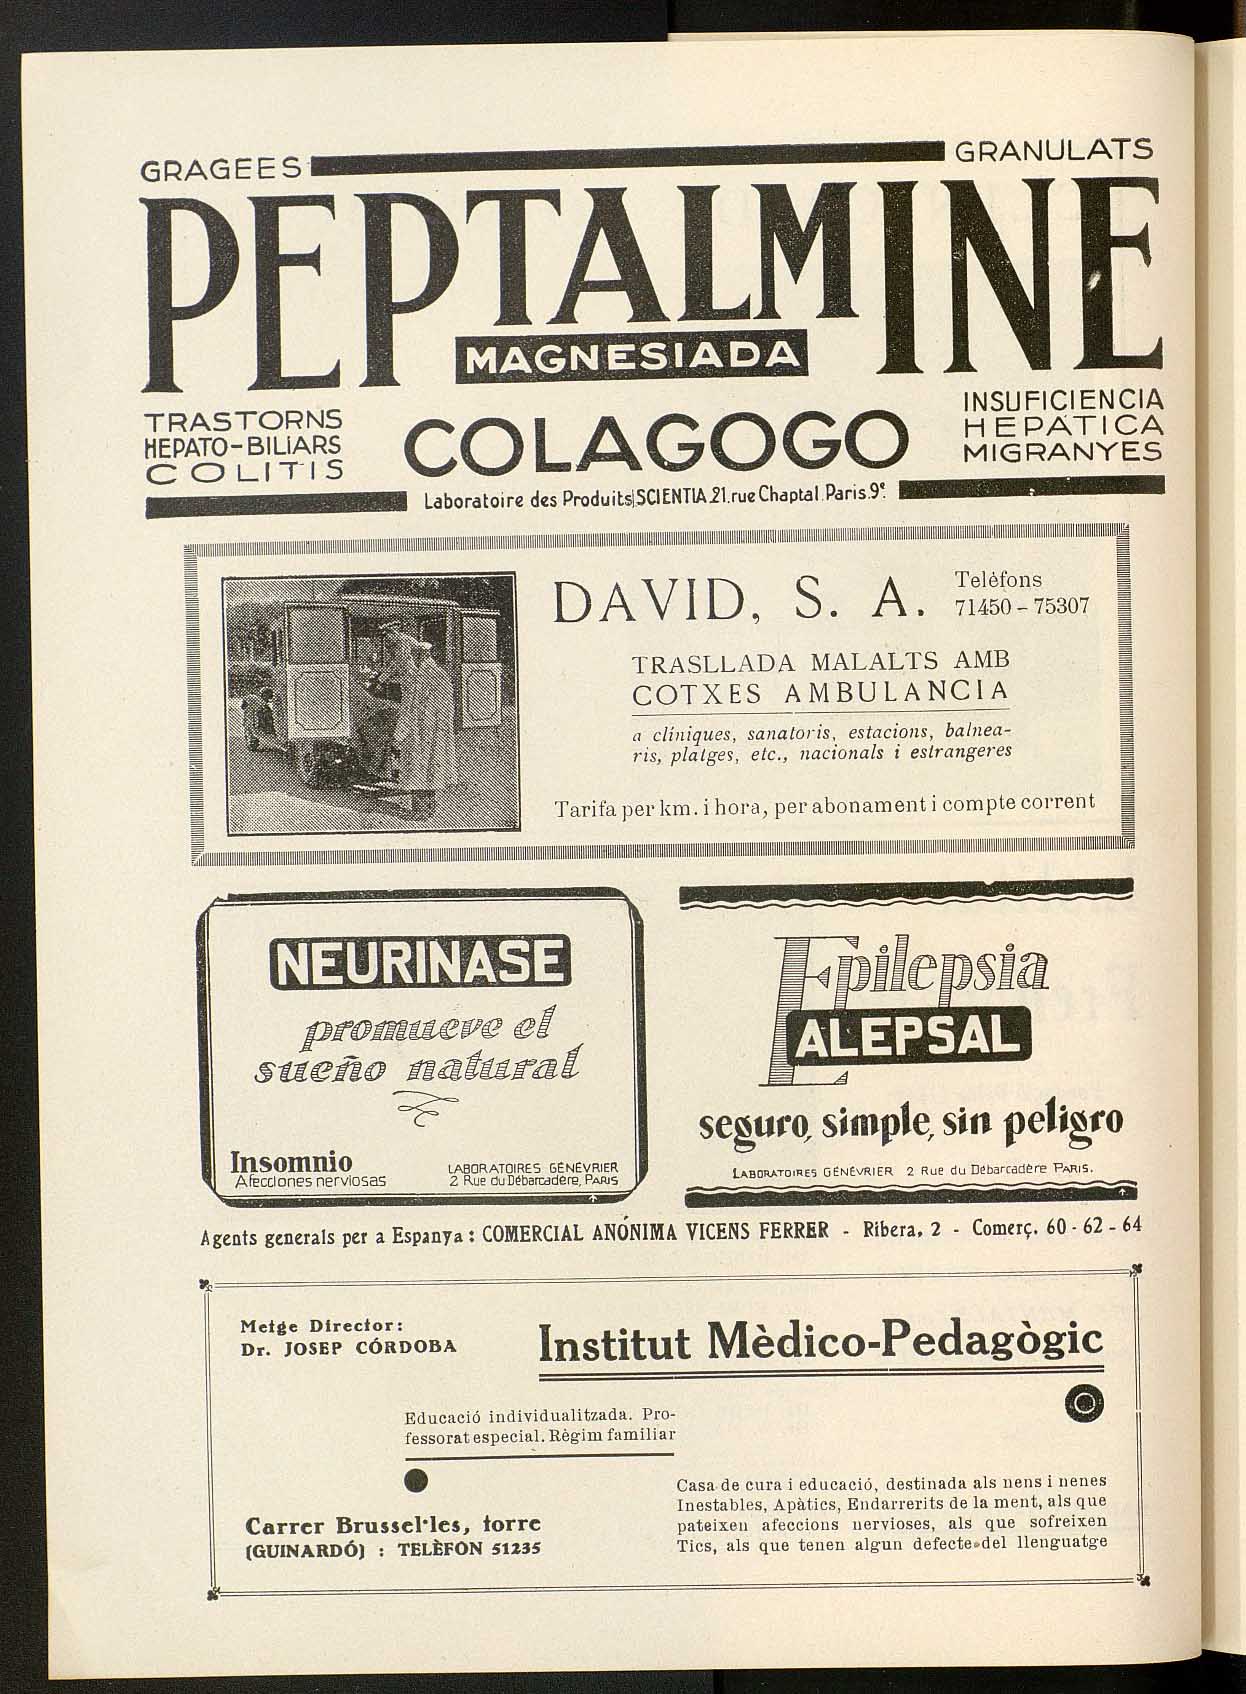 GRAGEES GRANULATS
PEPTALMINE
MAGNESIADA
TRASTORNS
HEPATO-BILIARS
COLITIS
COLAGOGO
INSUFICIENCIA
HEPÀTICA
MIGRANYES
Laboratoire des Produits SCIENTIA.21.rue Chaptal.Paris.9e.
DAVID, S. A.
Telèfons
71450 - 75307
TRASLLADA MALALTS AMB
COTXES AMBULANCIA
a clíniques, sanatoris, estacions, balnea-
ris, platges, etc., nacionals i estrangeres
Tarifa per km. i hora, per abonament i compte corrent
NEURINASE
promueve el
sueño natural
Insomnio
Afecciones nerviosas
LABORATOIRES GÉNÉVRIER
2 Rue du Débarcadère, PARIS
Epilepsia
ALEPSAL
seguro, simple, sin peligro
LABORATOIRES GÉNÉVRIER 2 Rue du Débarcadère PARIS.
Agents generals per a Espanya: COMERCIAL ANÓNIMA VICENS FERRER - Ribera, 2 - Comerç, 60 - 62 - 64
Metge Director:
Dr. JOSEP CÓRDOBA
Institut Mèdico-Pedagògic
Educació individualitzada. Pro-
fessorat especial. Règim familiar
Carrer Brussel·les, torre
(GUINARDÓ) : TELÈFON 51235
Casa de cura i educació, destinada als nens i nenes
Inestables, Apàtics, Endarrerits de la ment, als que
pateixen afeccions nervioses, als que sofreixen
Tics, als que tenen algun defecte del llenguatge